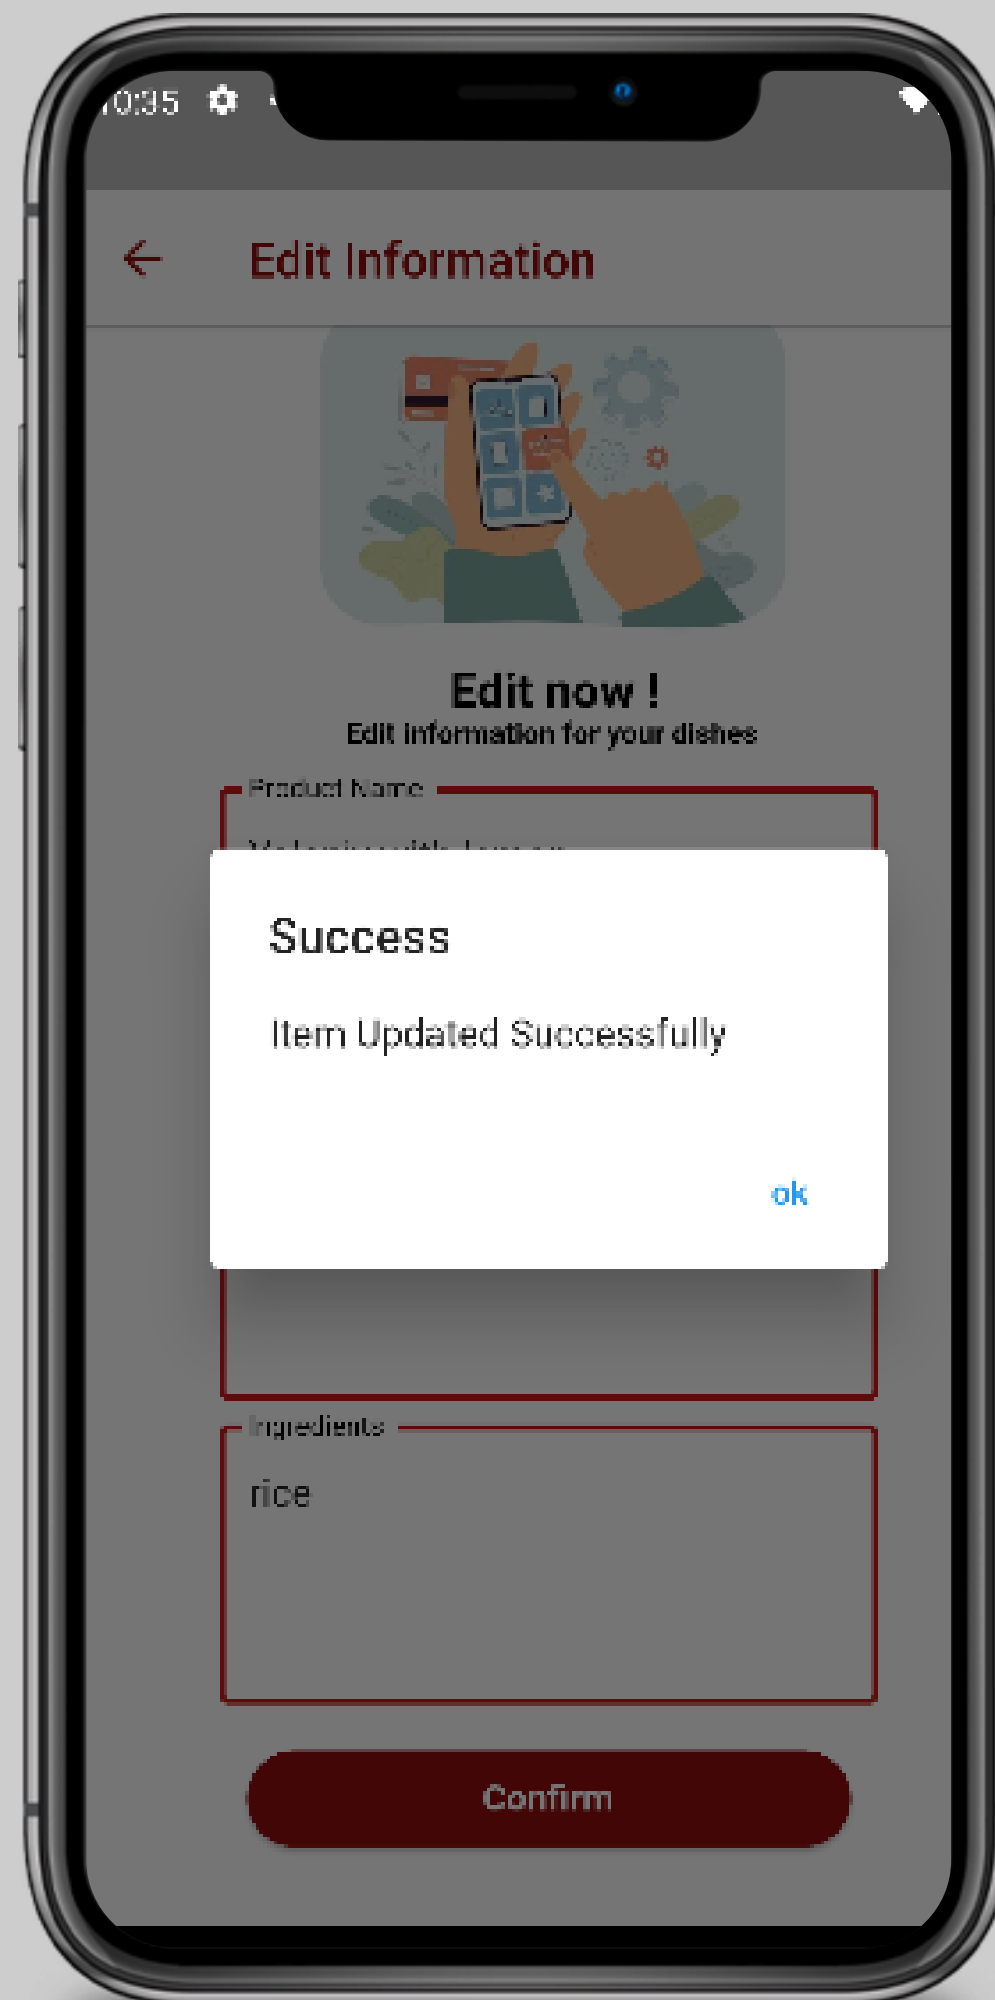 10:35
Edit Information
Edit now !
Edit information for your dishes
Product Name
Success
Item Updated Successfully
ok
Ingredients
rice
Confirm